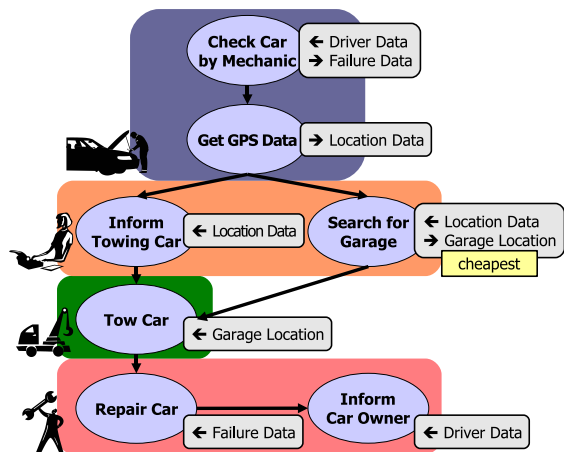 Check Car
by Mechanic
← Driver Data
→ Failure Data
Get GPS Data
→ Location Data
Inform
Towing Car
← Location Data
Search for
Garage
← Location Data
→ Garage Location
cheapest
Tow Car
← Garage Location
Repair Car
← Failure Data
Inform
Car Owner
← Driver Data